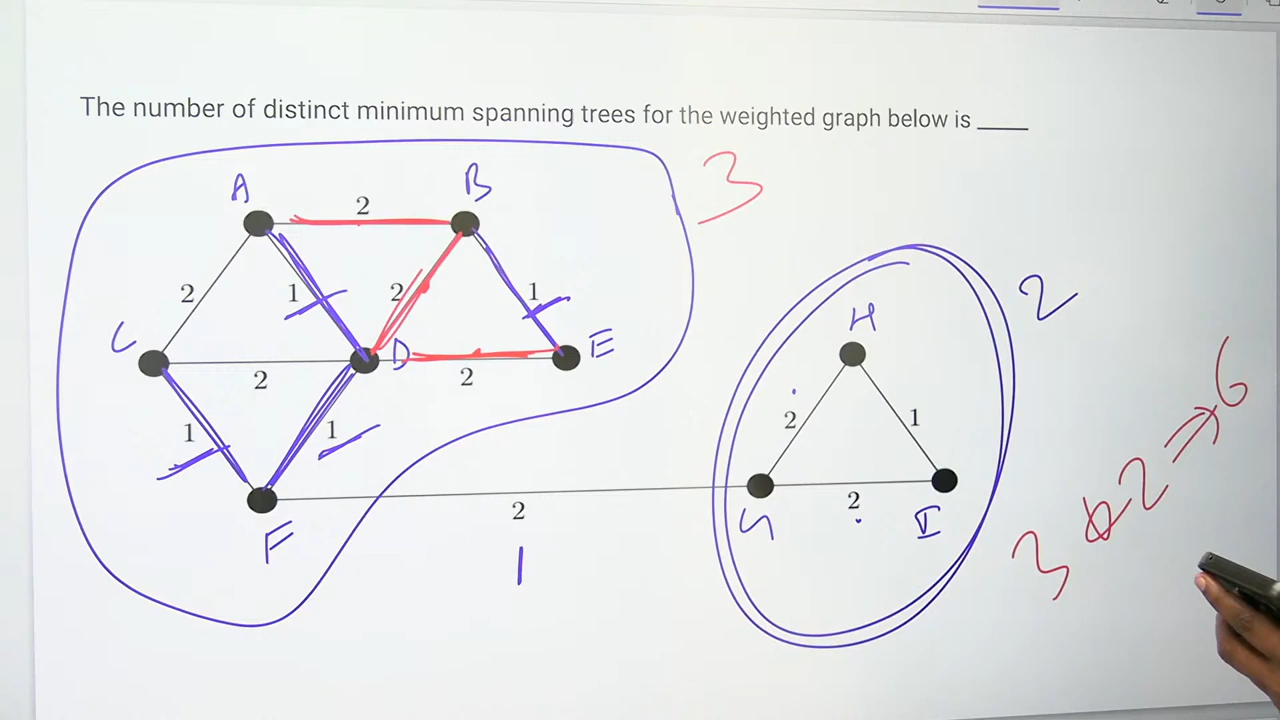 The number of distinct minimum spanning trees for the weighted graph below is ____
3
A
2
B
2
1
2
1
C
D
E
2
2
1
1
F
2
1
H
2
2
1
G
2
I
3 * 2 ⇒ 6